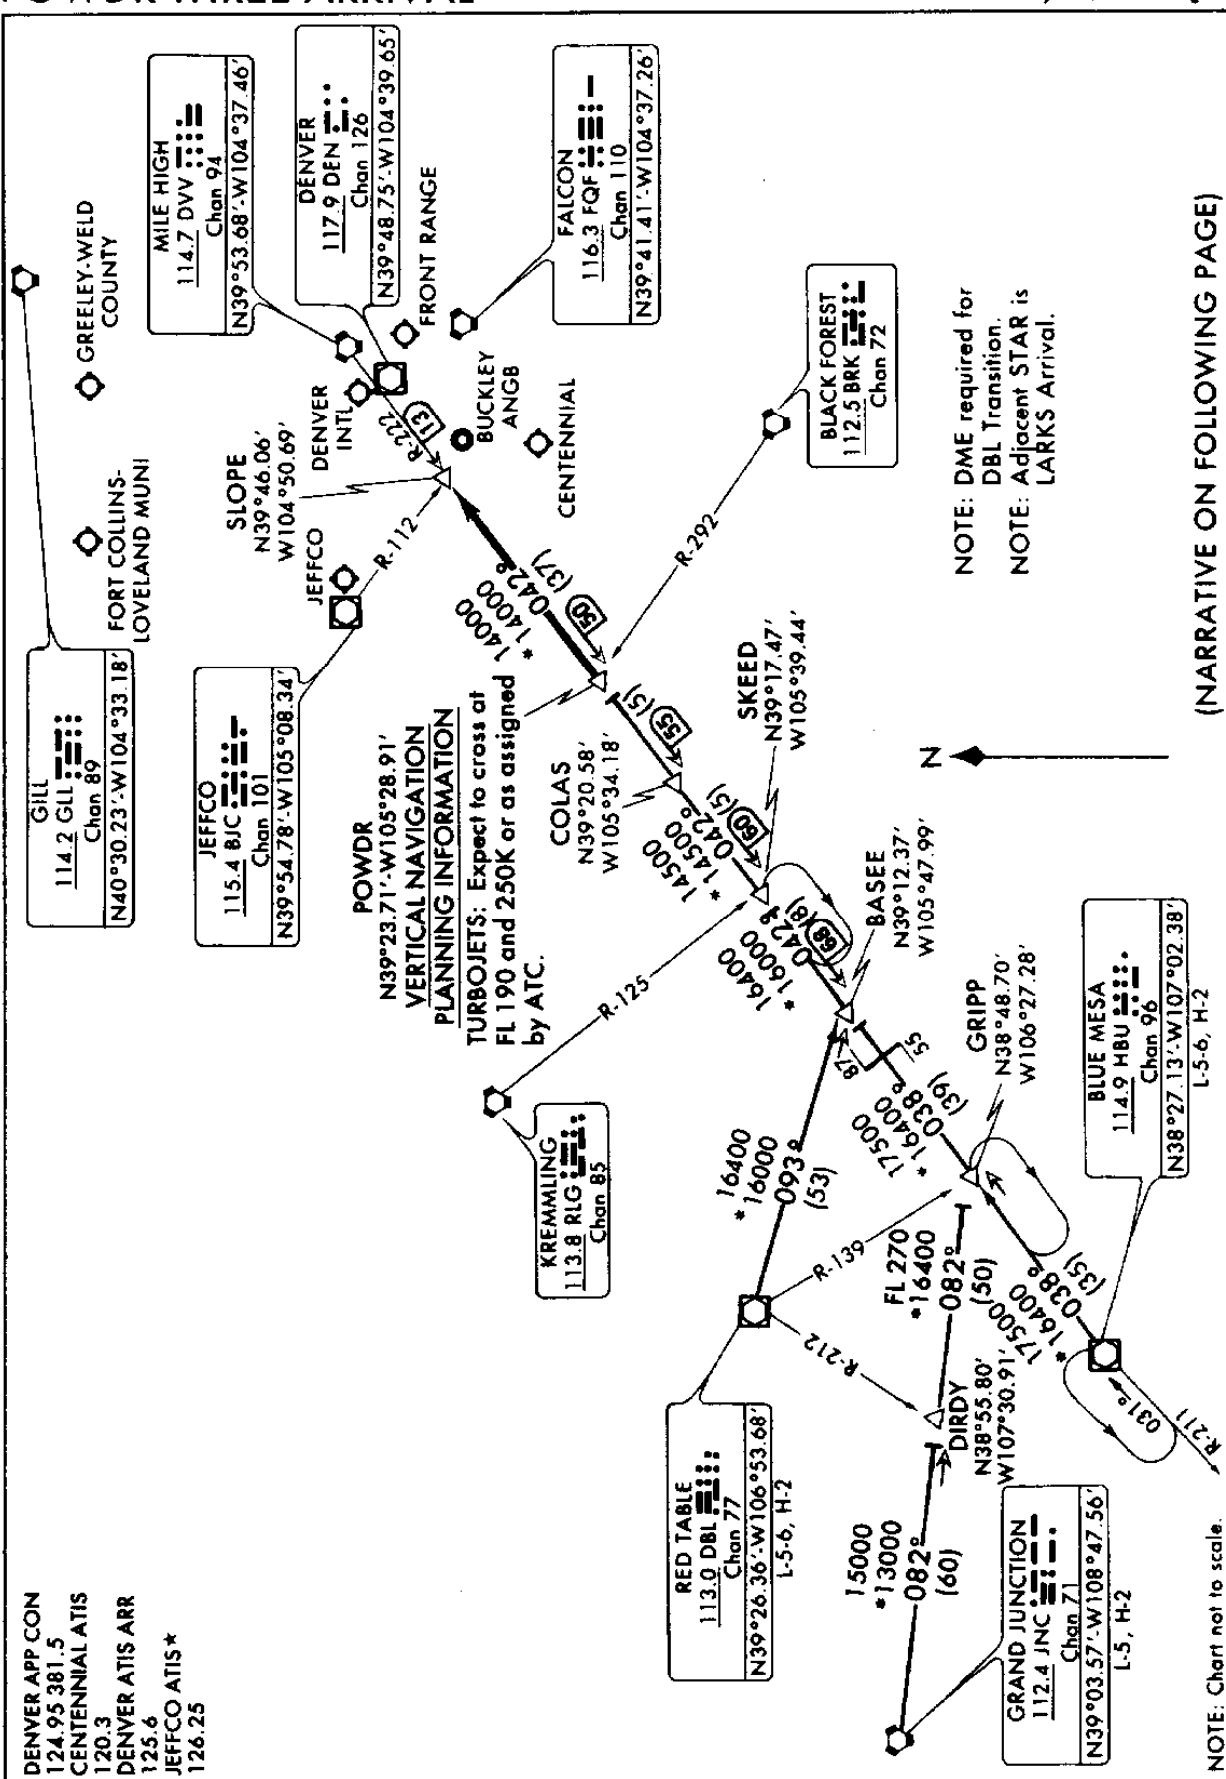 POWDR THREE ARRIVAL
DENVER APP CON
124.95 381.5
CENTENNIAL ATIS
120.3
DENVER ATIS ARR
125.6
JEFFCO ATIS★
126.25
GILL
114.2 GLL
Chan 89
N40°30.23'-W104°33.18'
GREELEY-WELD
COUNTY
FORT COLLINS-
LOVELAND MUNI
MILE HIGH
114.7 DVV
Chan 94
N39°53.68'-W104°37.46'
DENVER
117.9 DEN
Chan 126
N39°48.75'-W104°39.65'
FRONT RANGE
FALCON
116.3 FQF
Chan 110
N39°41.41'-W104°37.26'
JEFFCO
115.4 BJC
Chan 101
N39°54.78'-W105°08.34'
SLOPE
N39°46.06'
W104°50.69'
DENVER
INTL
JEFFCO
R-112
R-222
13
BUCKLEY
ANGB
CENTENNIAL
BLACK FOREST
112.5 BRK
Chan 72
R-292
POWDR
N39°23.71'-W105°28.91'
VERTICAL NAVIGATION
PLANNING INFORMATION
TURBOJETS: Expect to cross at
FL 190 and 250K or as assigned
by ATC.
14000
*14000
042°
(37)
50
55
(5)
COLAS
N39°20.58'
W105°34.18'
SKEED
N39°17.47'
W105°39.44'
14500
*14500
042°
60
(5)
KREMMLING
113.8 RLG
Chan 85
R-125
16400
*16000
042°
(8)
68
BASEE
N39°12.37'
W105°47.99'
NOTE: DME required for
DBL Transition.
NOTE: Adjacent STAR is
LARKS Arrival.
N
RED TABLE
113.0 DBL
Chan 77
N39°26.36'-W106°53.68'
L-5-6, H-2
16400
*16000
093°
(53)
87
55
17500
*16400
038°
(39)
GRIPP
N38°48.70'
W106°27.28'
R-139
R-212
FL 270
*16400
082°
(50)
DIRDY
N38°55.80'
W107°30.91'
17500
*16400
038°
(35)
BLUE MESA
114.9 HBU
Chan 96
N38°27.13'-W107°02.38'
L-5-6, H-2
031°
R-211
15000
*13000
082°
(60)
GRAND JUNCTION
112.4 JNC
Chan 71
N39°03.57'-W108°47.56'
L-5, H-2
NOTE: Chart not to scale.
(NARRATIVE ON FOLLOWING PAGE)